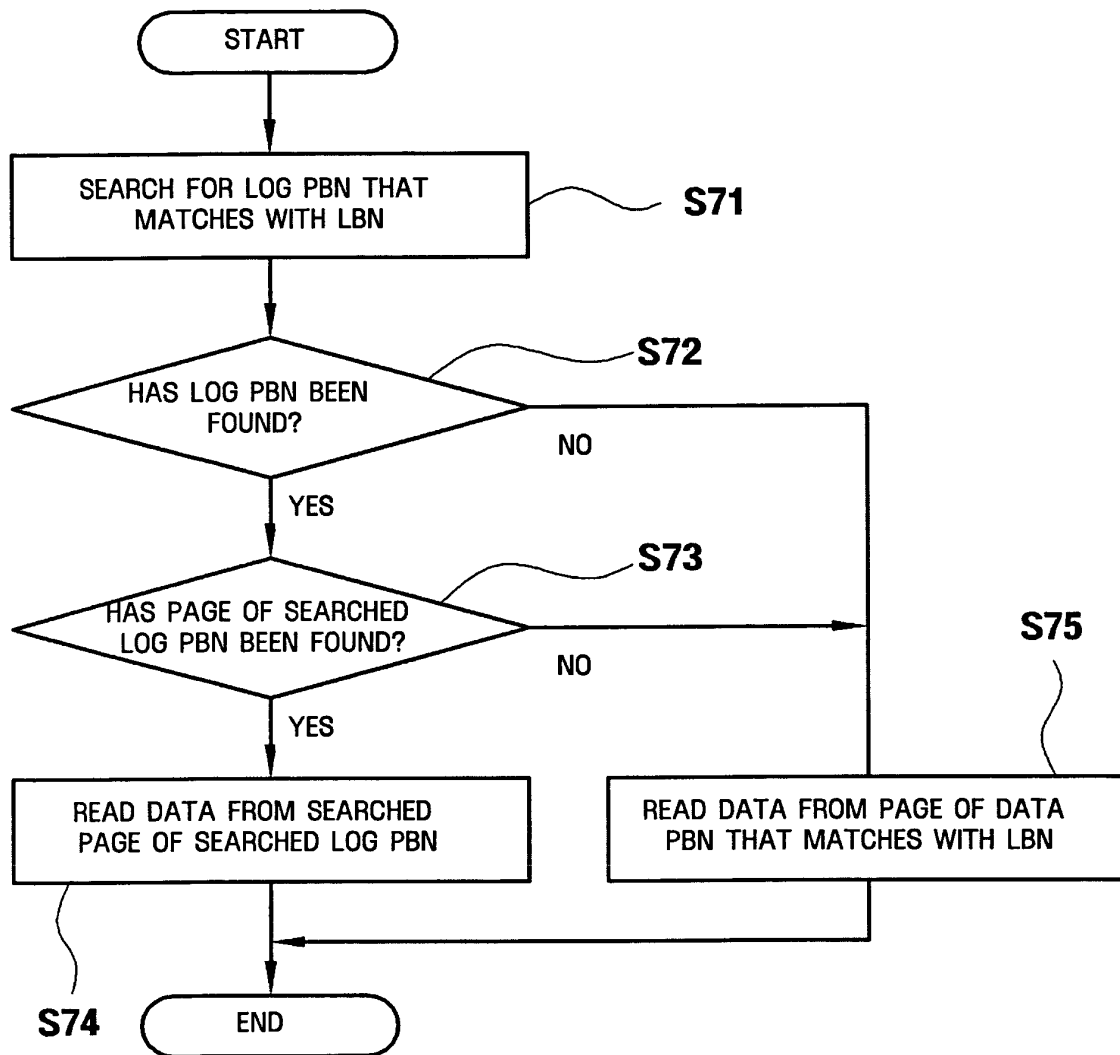 START
SEARCH FOR LOG PBN THAT
MATCHES WITH LBN
S71
S72
HAS LOG PBN BEEN
FOUND?
NO
YES
S73
HAS PAGE OF SEARCHED
LOG PBN BEEN FOUND?
NO
S75
YES
READ DATA FROM SEARCHED
PAGE OF SEARCHED LOG PBN
READ DATA FROM PAGE OF DATA
PBN THAT MATCHES WITH LBN
S74
END